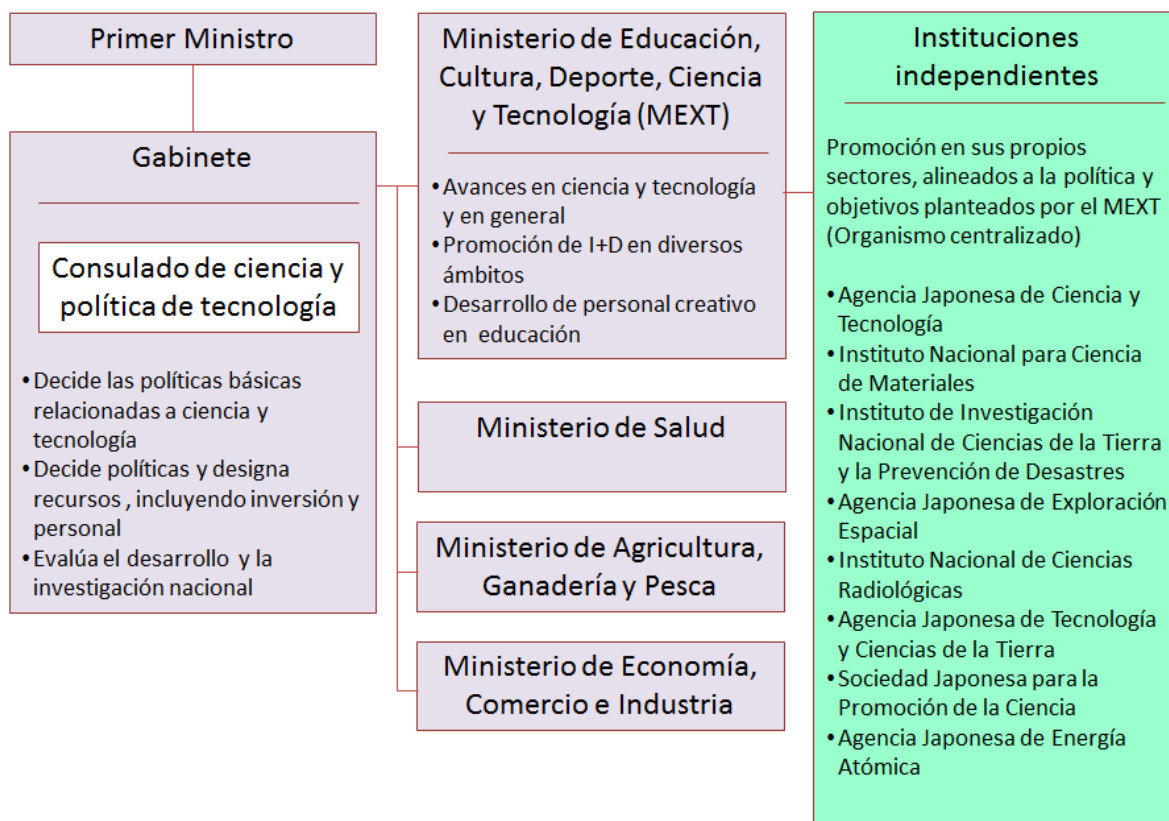 Primer Ministro
Gabinete
Consulado de ciencia y
política de tecnología
• Decide las políticas básicas
relacionadas a ciencia y
tecnología
• Decide políticas y designa
recursos , incluyendo inversión y
personal
• Evalúa el desarrollo y la
investigación nacional
Ministerio de Educación,
Cultura, Deporte, Ciencia
y Tecnología (MEXT)
• Avances en ciencia y tecnología
y en general
• Promoción de I+D en diversos
ámbitos
• Desarrollo de personal creativo
en educación
Ministerio de Salud
Ministerio de Agricultura,
Ganadería y Pesca
Ministerio de Economía,
Comercio e Industria
Instituciones
independientes
Promoción en sus propios
sectores, alineados a la política y
objetivos planteados por el MEXT
(Organismo centralizado)
• Agencia Japonesa de Ciencia y
Tecnología
• Instituto Nacional para Ciencia
de Materiales
• Instituto de Investigación
Nacional de Ciencias de la Tierra
y la Prevención de Desastres
• Agencia Japonesa de Exploración
Espacial
• Instituto Nacional de Ciencias
Radiológicas
• Agencia Japonesa de Tecnología
y Ciencias de la Tierra
• Sociedad Japonesa para la
Promoción de la Ciencia
• Agencia Japonesa de Energía
Atómica